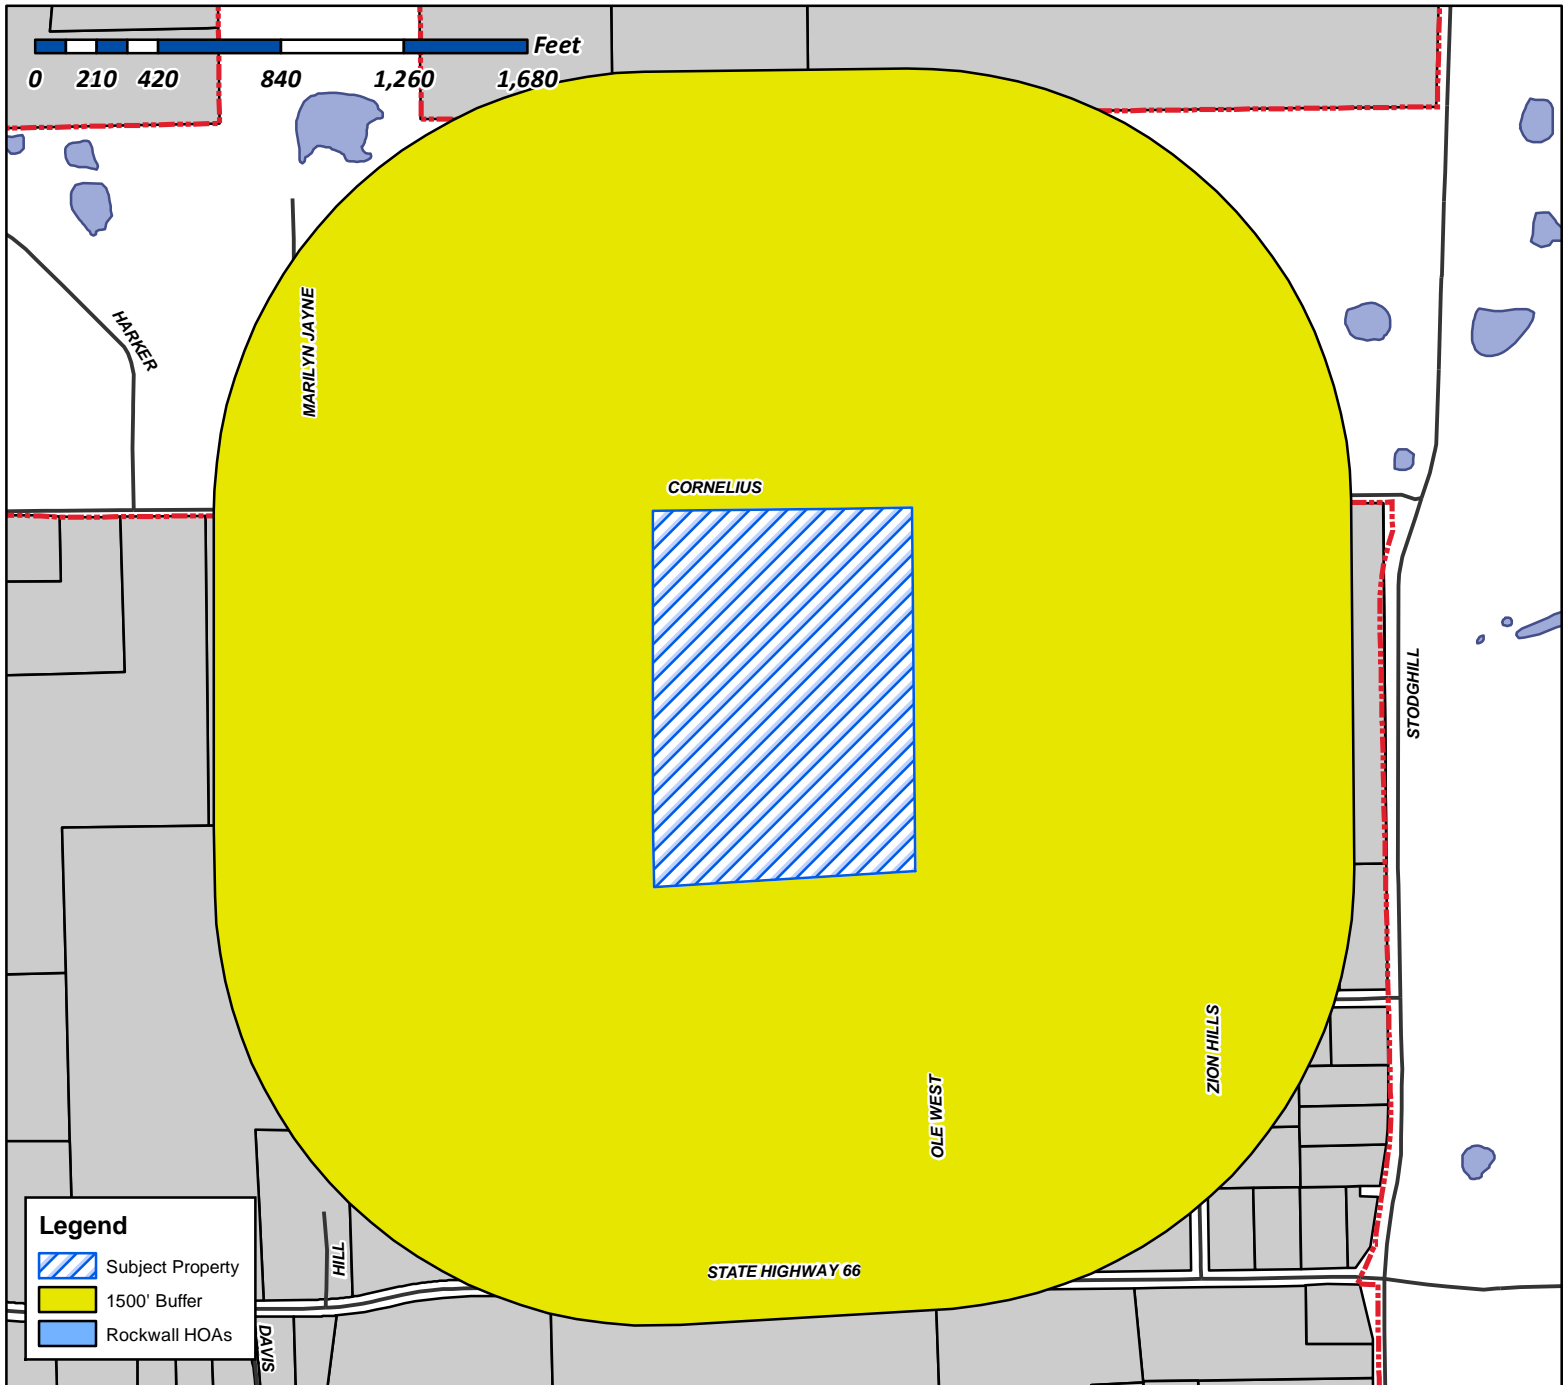 Feet
0 210 420 840 1,260 1,680
HARKER
MARILYN JAYNE
CORNELIUS
STODGHILL
ZION HILLS
OLE WEST
HILL
STATE HIGHWAY 66
DAVIS
Legend
Subject Property
1500' Buffer
Rockwall HOAs